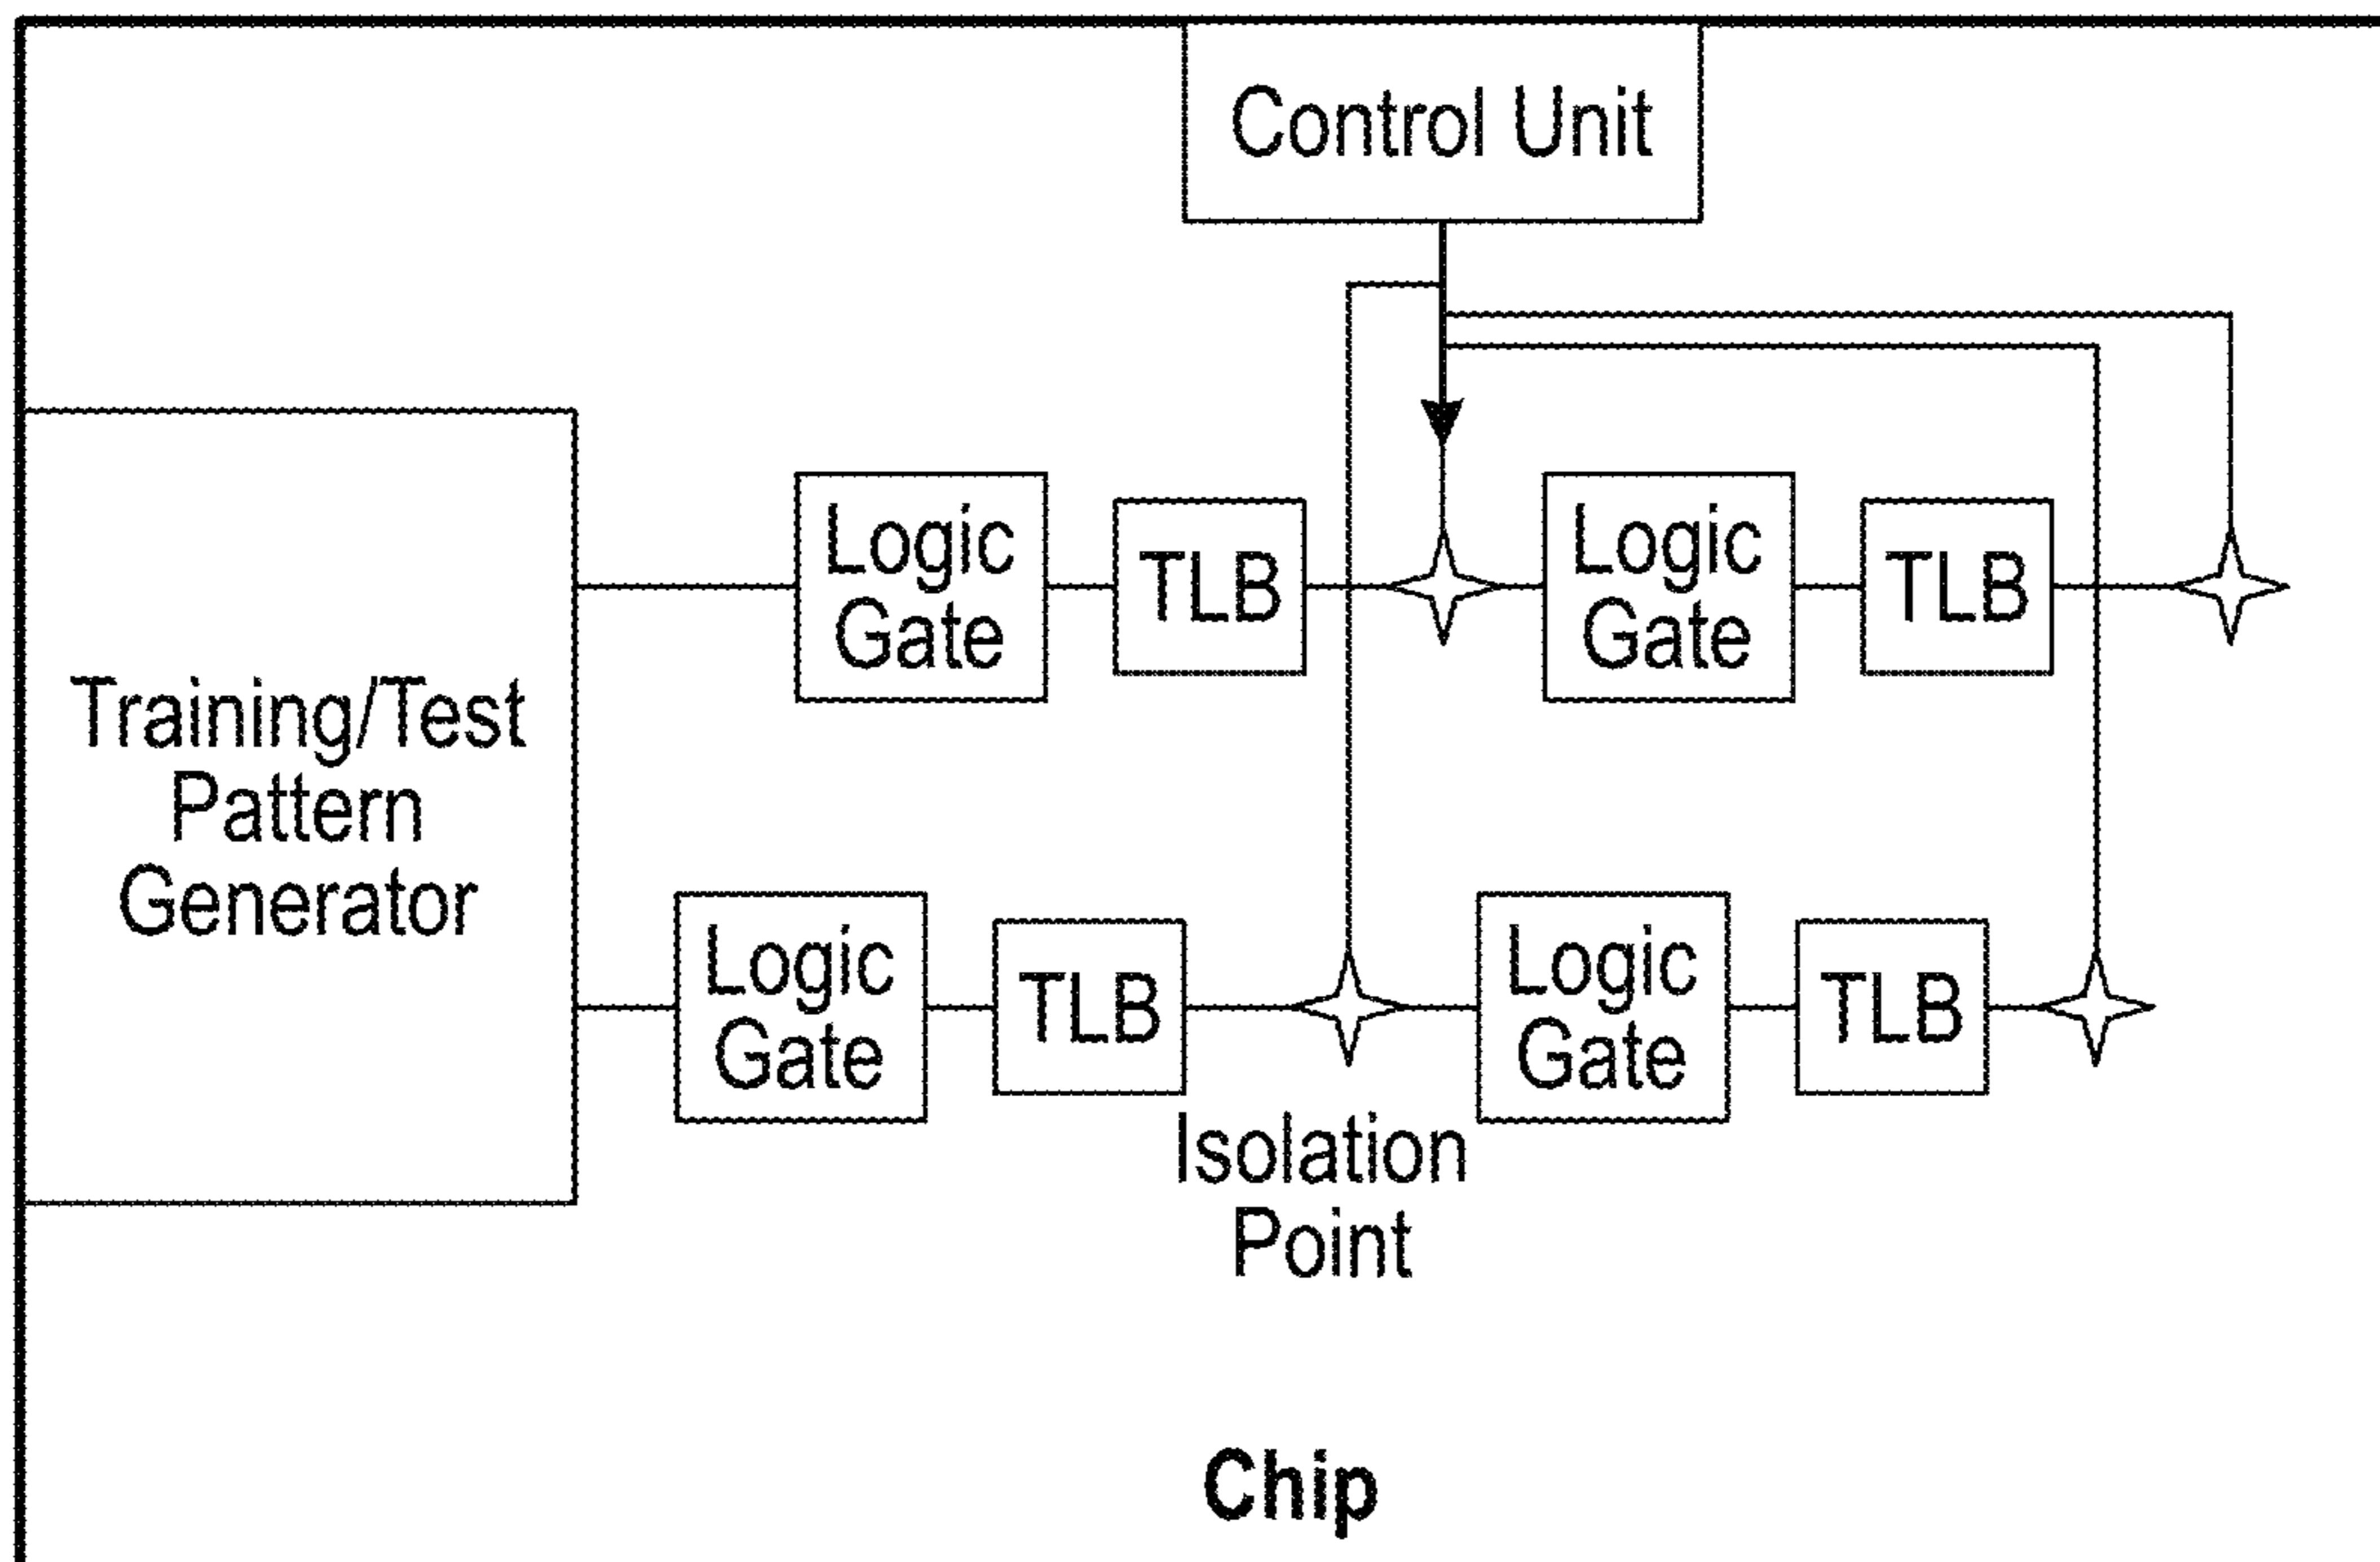 Control Unit
Logic
Gate
TLB
Logic
Gate
TLB
Training/Test
Pattern
Generator
Logic
Gate
TLB
Logic
Gate
TLB
Isolation
Point
Chip